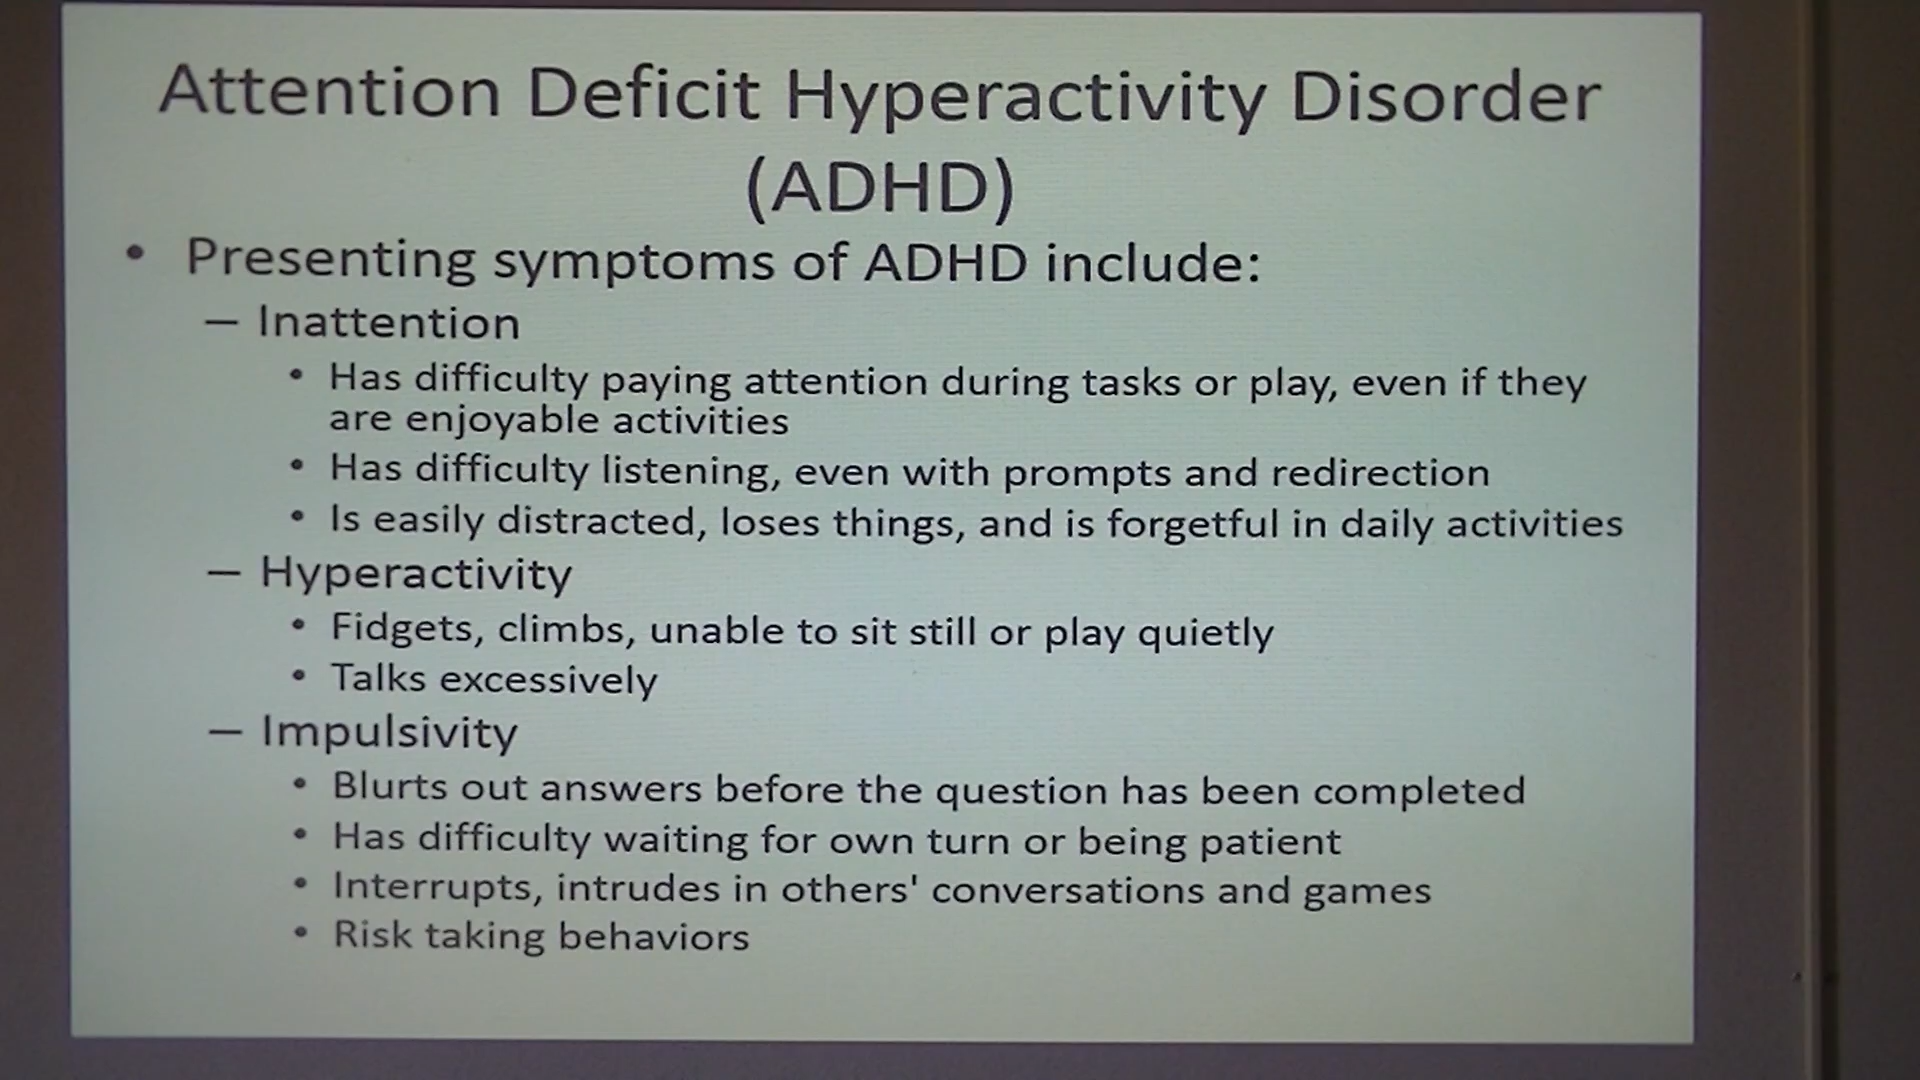 Attention Deficit Hyperactivity Disorder
(ADHD)
• Presenting symptoms of ADHD include:
– Inattention
• Has difficulty paying attention during tasks or play, even if they
are enjoyable activities
• Has difficulty listening, even with prompts and redirection
• Is easily distracted, loses things, and is forgetful in daily activities
– Hyperactivity
• Fidgets, climbs, unable to sit still or play quietly
• Talks excessively
– Impulsivity
• Blurts out answers before the question has been completed
• Has difficulty waiting for own turn or being patient
• Interrupts, intrudes in others' conversations and games
• Risk taking behaviors